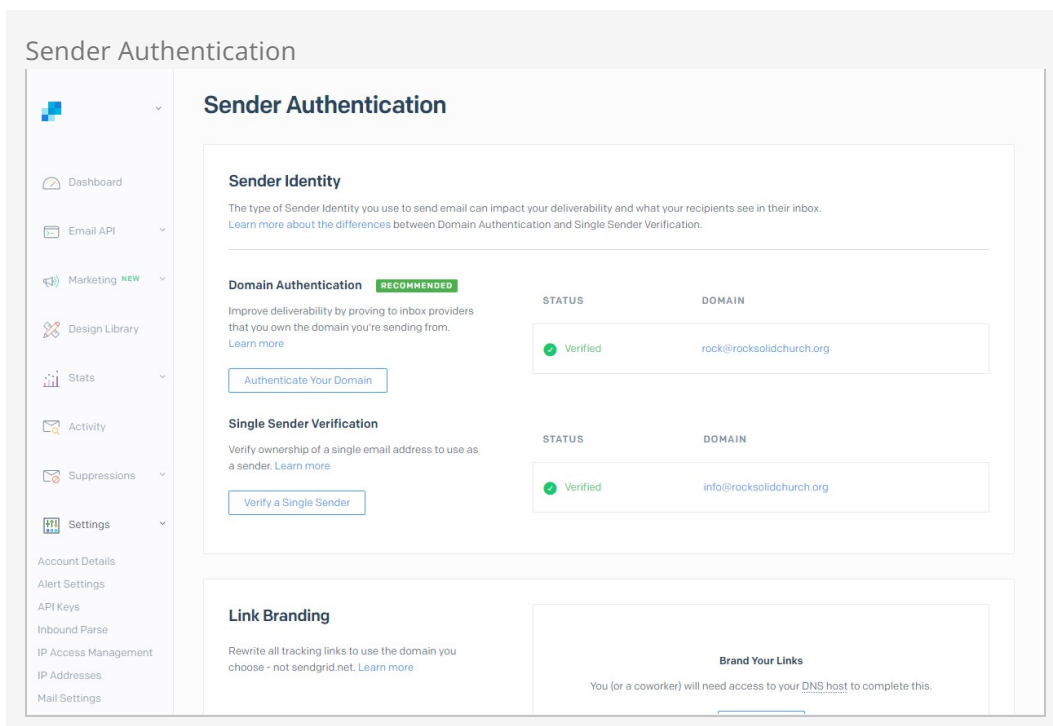 Sender Authentication
Sender Authentication
Dashboard
Email API
Marketing NEW
Design Library
Stats
Activity
Suppressions
Settings
Account Details
Alert Settings
API Keys
Inbound Parse
IP Access Management
IP Addresses
Mail Settings
Sender Identity
The type of Sender Identity you use to send email can impact your deliverability and what your recipients see in their inbox.
Learn more about the differences between Domain Authentication and Single Sender Verification.
Domain Authentication RECOMMENDED
Improve deliverability by proving to inbox providers
that you own the domain you're sending from.
Learn more
Authenticate Your Domain
STATUS DOMAIN
Verified rock@rocksolidchurch.org
Single Sender Verification
Verify ownership of a single email address to use as
a sender. Learn more
Verify a Single Sender
STATUS DOMAIN
Verified info@rocksolidchurch.org
Link Branding
Rewrite all tracking links to use the domain you
choose - not sendgrid.net. Learn more
Brand Your Links
You (or a coworker) will need access to your DNS host to complete this.